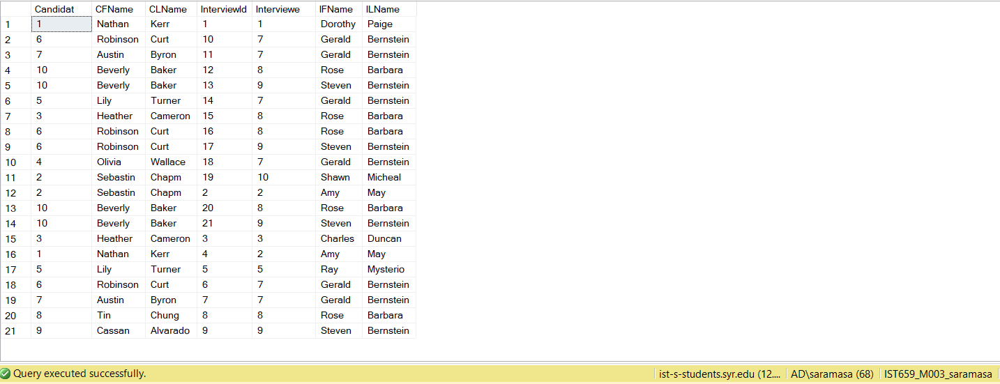 Candidat CFName CLName InterviewId Interviewe IFName ILName
1 1 Nathan Kerr 1 1 Dorothy Paige
2 6 Robinson Curt 10 7 Gerald Bernstein
3 7 Austin Byron 11 7 Gerald Bernstein
4 10 Beverly Baker 12 8 Rose Barbara
5 10 Beverly Baker 13 9 Steven Bernstein
6 5 Lily Turner 14 7 Gerald Bernstein
7 3 Heather Cameron 15 8 Rose Barbara
8 6 Robinson Curt 16 8 Rose Barbara
9 6 Robinson Curt 17 9 Steven Bernstein
10 4 Olivia Wallace 18 7 Gerald Bernstein
11 2 Sebastin Chapm 19 10 Shawn Micheal
12 2 Sebastin Chapm 2 2 Amy May
13 10 Beverly Baker 20 8 Rose Barbara
14 10 Beverly Baker 21 9 Steven Bernstein
15 3 Heather Cameron 3 3 Charles Duncan
16 1 Nathan Kerr 4 2 Amy May
17 5 Lily Turner 5 5 Ray Mysterio
18 6 Robinson Curt 6 7 Gerald Bernstein
19 7 Austin Byron 7 7 Gerald Bernstein
20 8 Tin Chung 8 8 Rose Barbara
21 9 Cassan Alvarado 9 9 Steven Bernstein
Query executed successfully. ist-s-students.syr.edu (12.... AD\saramasa (68) IST659_M003_saramasa